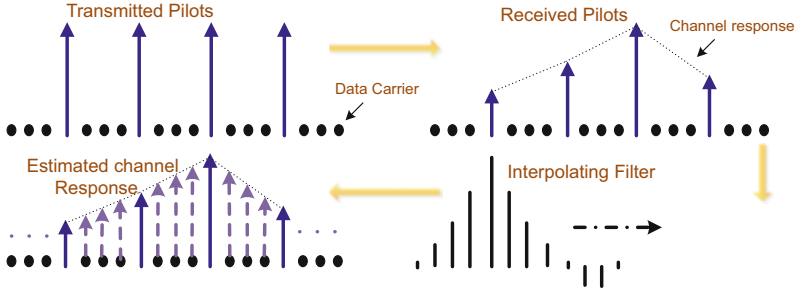 Transmitted Pilots
Received Pilots
Channel response
Data Carrier
Estimated channel
Response
Interpolating Filter